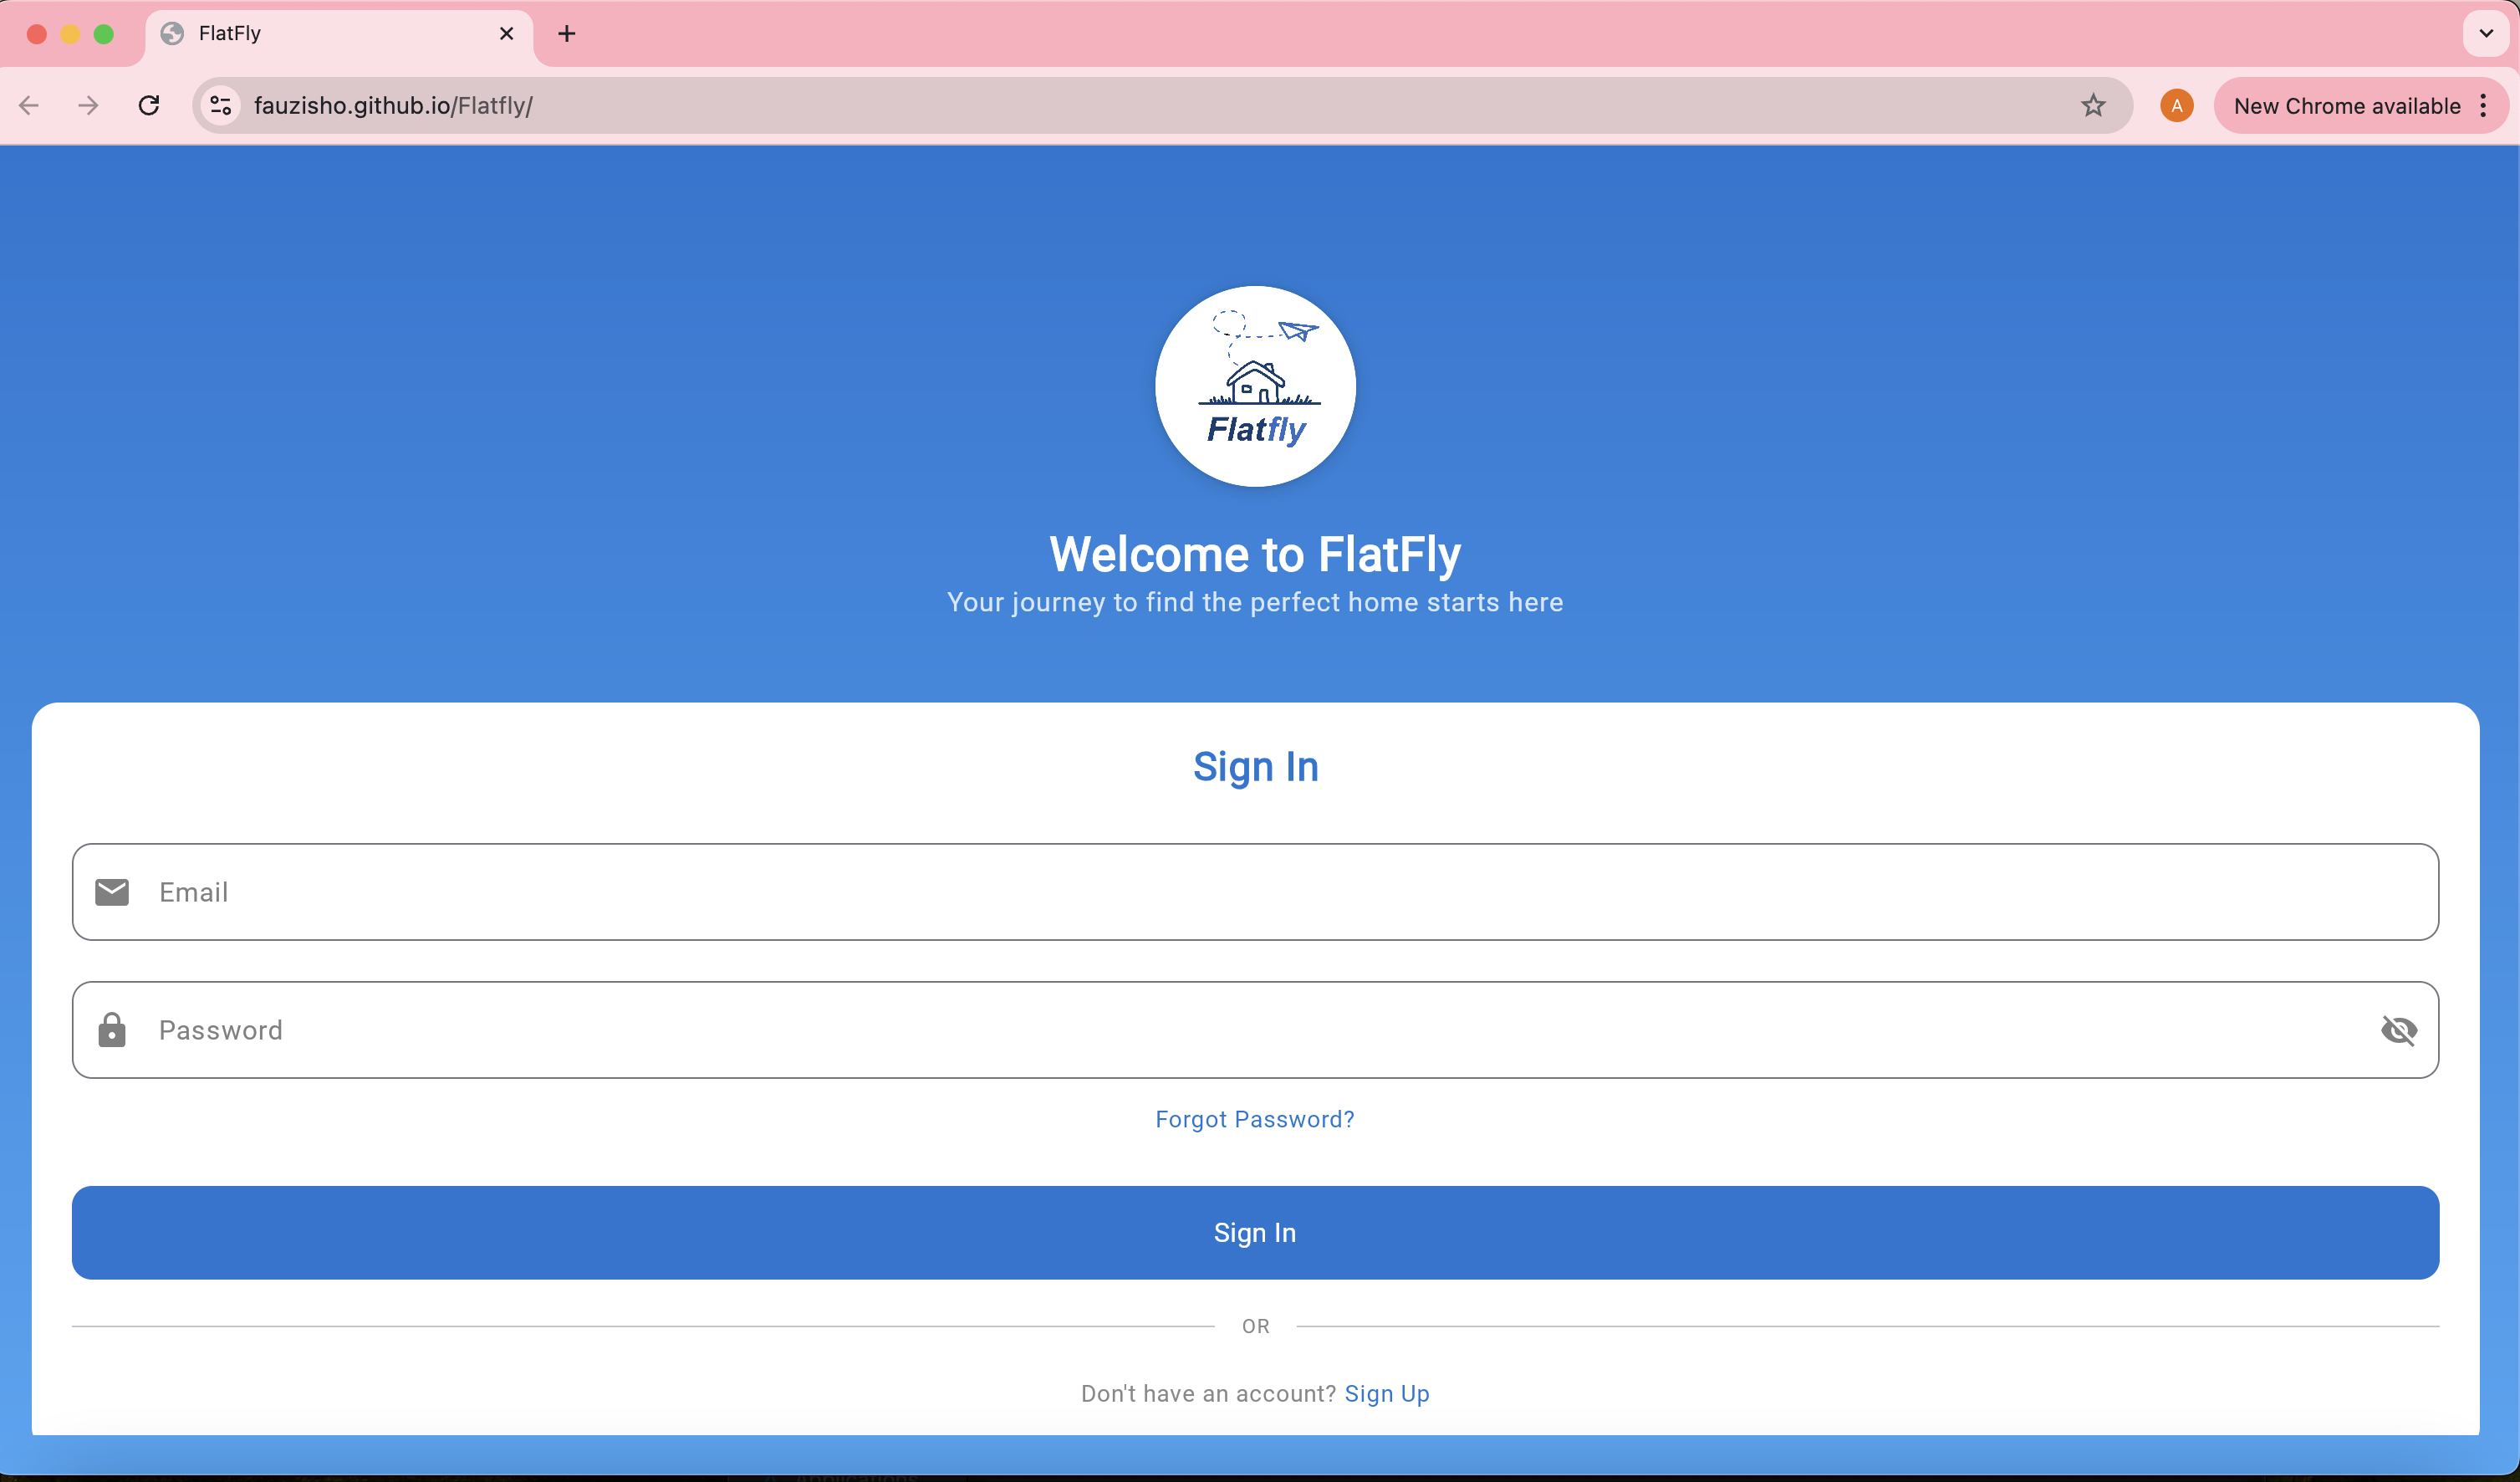 FlatFly
fauzisho.github.io/Flatfly/
A
New Chrome available
Flatfly
Welcome to FlatFly
Your journey to find the perfect home starts here
Sign In
Email
Password
Forgot Password?
Sign In
OR
Don't have an account? Sign Up